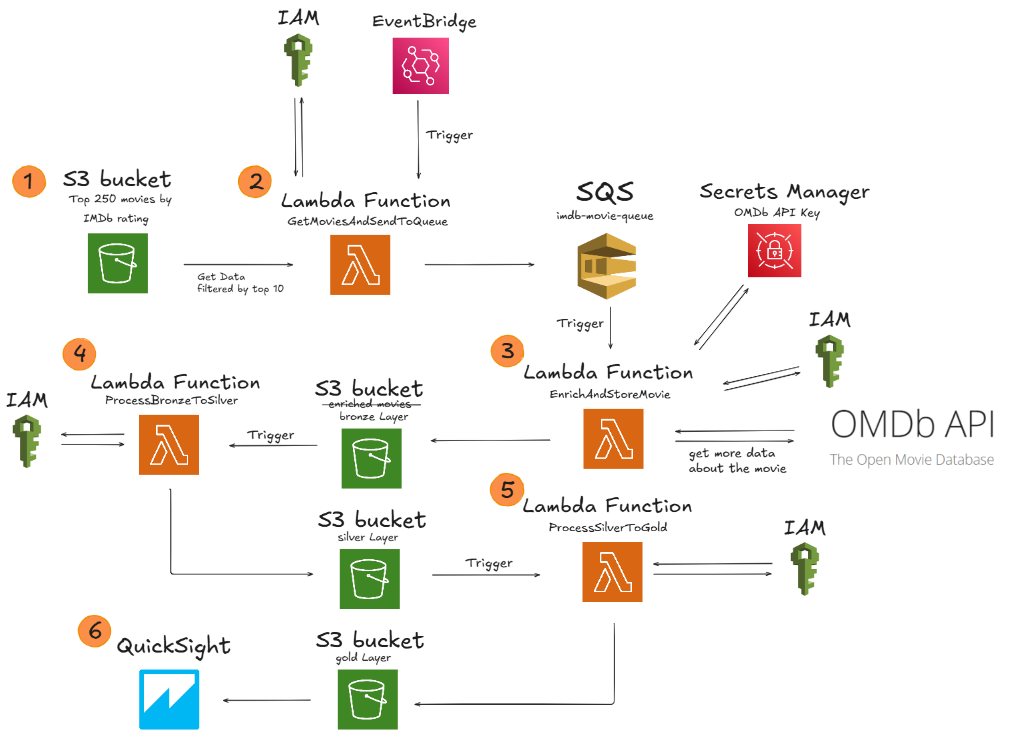 IAM
EventBridge
Trigger
1
S3 bucket
Top 250 movies by
IMDb rating
2
Lambda Function
GetMoviesAndSendToQueue
Get Data
filtered by top 10
SQS
imdb-movie-queue
Secrets Manager
OMDb API Key
Trigger
IAM
3
Lambda Function
EnrichAndStoreMovie
OMDb API
The Open Movie Database
get more data
about the movie
4
Lambda Function
ProcessBronzeToSilver
IAM
S3 bucket
enriched movies
bronze Layer
Trigger
5
Lambda Function
ProcessSilverToGold
IAM
S3 bucket
silver Layer
Trigger
6
QuickSight
S3 bucket
gold Layer